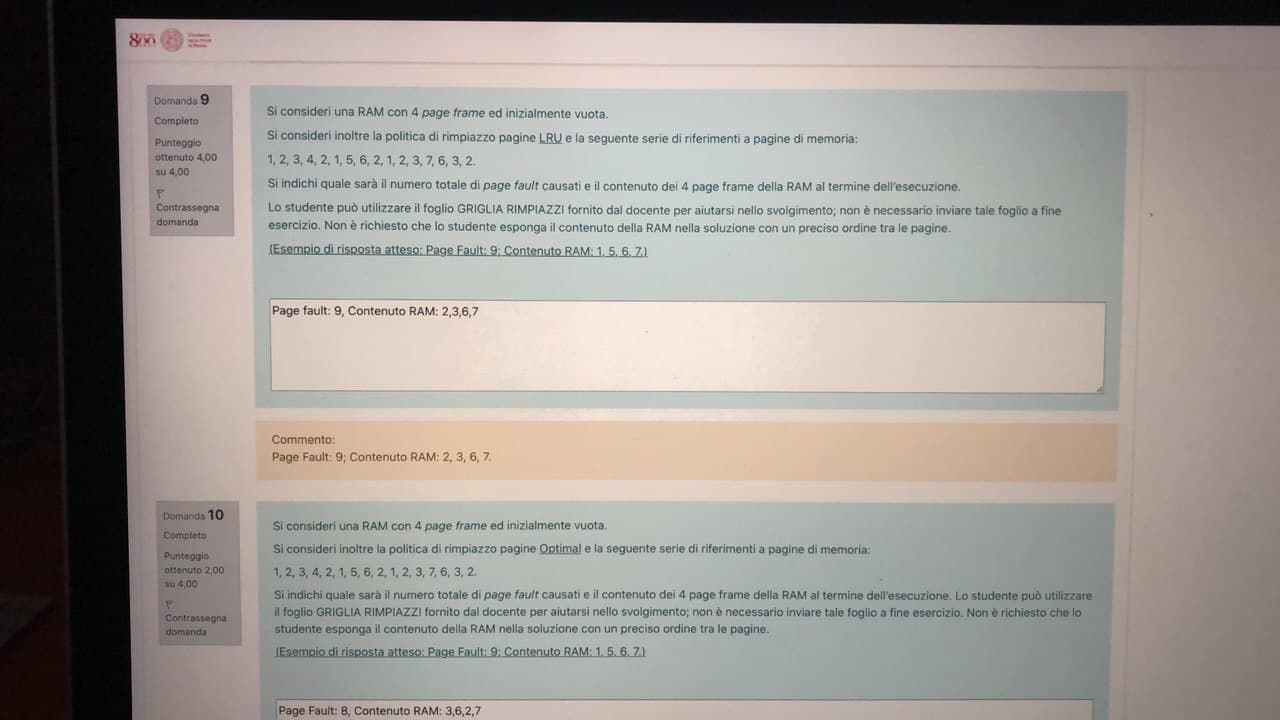 800
Domanda 9
Completo
Punteggio
ottenuto 4,00
su 4,00
Contrassegna
domanda
Si consideri una RAM con 4 page frame ed inizialmente vuota.
Si consideri inoltre la politica di rimpiazzo pagine LRU e la seguente serie di riferimenti a pagine di memoria:
1, 2, 3, 4, 2, 1, 5, 6, 2, 1, 2, 3, 7, 6, 3, 2.
Si indichi quale sarà il numero totale di page fault causati e il contenuto dei 4 page frame della RAM al termine dell'esecuzione.
Lo studente può utilizzare il foglio GRIGLIA RIMPIAZZI fornito dal docente per aiutarsi nello svolgimento; non è necessario inviare tale foglio a fine
esercizio. Non è richiesto che lo studente esponga il contenuto della RAM nella soluzione con un preciso ordine tra le pagine.
(Esempio di risposta atteso: Page Fault: 9; Contenuto RAM: 1, 5, 6, 7.)
Page fault: 9, Contenuto RAM: 2,3,6,7
Commento:
Page Fault: 9; Contenuto RAM: 2, 3, 6, 7.
Domanda 10
Completo
Punteggio
ottenuto 2,00
su 4,00
Contrassegna
domanda
Si consideri una RAM con 4 page frame ed inizialmente vuota.
Si consideri inoltre la politica di rimpiazzo pagine Optimal e la seguente serie di riferimenti a pagine di memoria:
1, 2, 3, 4, 2, 1, 5, 6, 2, 1, 2, 3, 7, 6, 3, 2.
Si indichi quale sarà il numero totale di page fault causati e il contenuto dei 4 page frame della RAM al termine dell'esecuzione. Lo studente può utilizzare
il foglio GRIGLIA RIMPIAZZI fornito dal docente per aiutarsi nello svolgimento; non è necessario inviare tale foglio a fine esercizio. Non è richiesto che lo
studente esponga il contenuto della RAM nella soluzione con un preciso ordine tra le pagine.
(Esempio di risposta atteso: Page Fault: 9; Contenuto RAM: 1, 5, 6, 7.)
Page Fault: 8, Contenuto RAM: 3,6,2,7